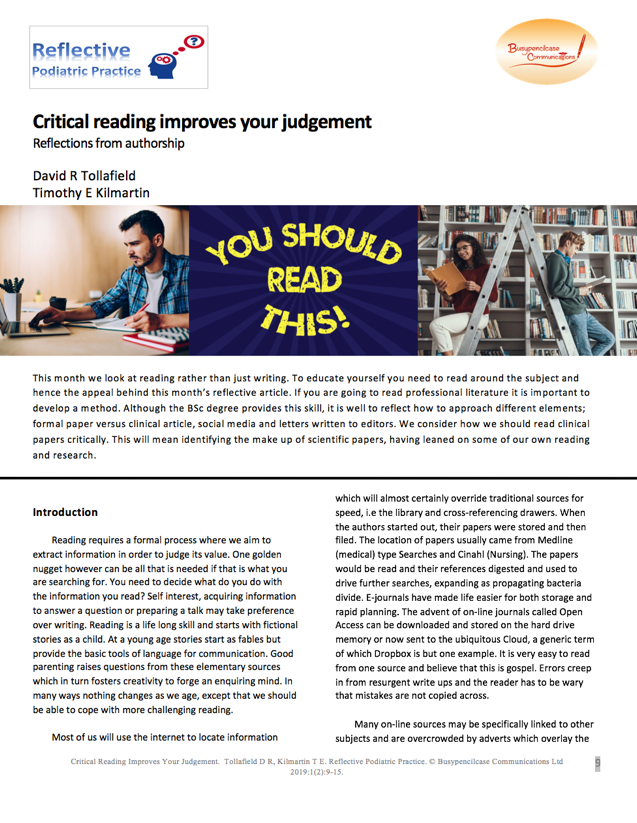 Reflective
Podiatric Practice
?
Busypencilcase
Communications
Critical reading improves your judgement
Reflections from authorship
David R Tollafield
Timothy E Kilmartin
YOU SHOULD
READ
THIS!
This month we look at reading rather than just writing. To educate yourself you need to read around the subject and
hence the appeal behind this month's reflective article. If you are going to read professional literature it is important to
develop a method. Although the BSc degree provides this skill, it is well to reflect how to approach different elements;
formal paper versus clinical article, social media and letters written to editors. We consider how we should read clinical
papers critically. This will mean identifying the make up of scientific papers, having leaned on some of our own reading
and research.
Introduction
Reading requires a formal process where we aim to
extract information in order to judge its value. One golden
nugget however can be all that is needed if that is what you
are searching for. You need to decide what do you do with
the information you read? Self interest, acquiring information
to answer a question or preparing a talk may take preference
over writing. Reading is a life long skill and starts with fictional
stories as a child. At a young age stories start as fables but
provide the basic tools of language for communication. Good
parenting raises questions from these elementary sources
which in turn fosters creativity to forge an enquiring mind. In
many ways nothing changes as we age, except that we should
be able to cope with more challenging reading.
Most of us will use the internet to locate information
which will almost certainly override traditional sources for
speed, i.e the library and cross-referencing drawers. When
the authors started out, their papers were stored and then
filed. The location of papers usually came from Medline
(medical) type Searches and Cinahl (Nursing). The papers
would be read and their references digested and used to
drive further searches, expanding as propagating bacteria
divide. E-journals have made life easier for both storage and
rapid planning. The advent of on-line journals called Open
Access can be downloaded and stored on the hard drive
memory or now sent to the ubiquitous Cloud, a generic term
of which Dropbox is but one example. It is very easy to read
from one source and believe that this is gospel. Errors creep
in from resurgent write ups and the reader has to be wary
that mistakes are not copied across.
Many on-line sources may be specifically linked to other
subjects and are overcrowded by adverts which overlay the
Critical Reading Improves Your Judgement. Tollafield D R, Kilmartin T E. Reflective Podiatric Practice. © Busypencilcase Communications Ltd
2019:1(2):9-15.
9